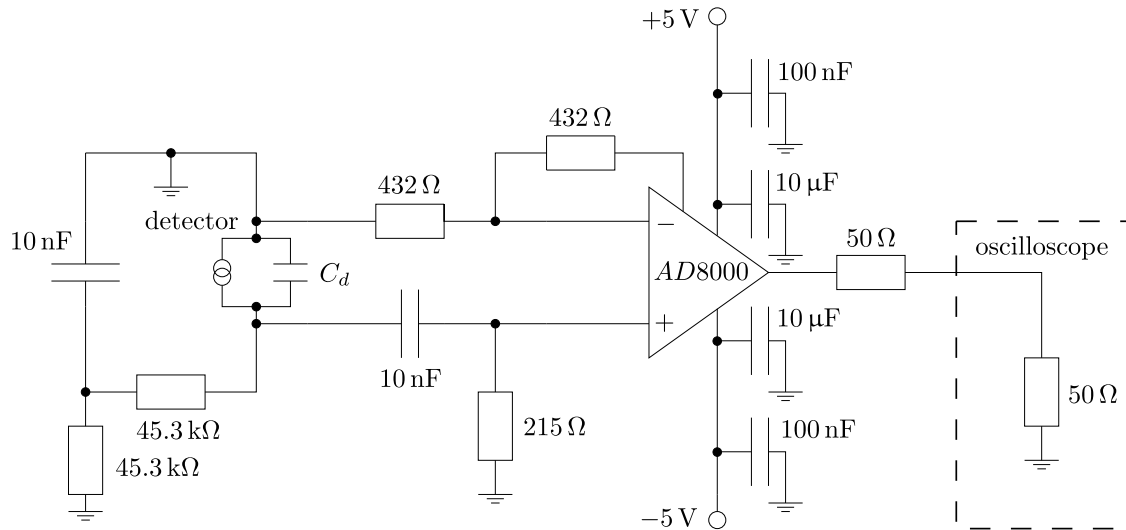 +5 V
100 nF
432 Ω
10 µF
432 Ω
detector
10 nF
−
50 Ω
oscilloscope
C_d
AD8000
+
10 µF
10 nF
50 Ω
45.3 kΩ
215 Ω
100 nF
45.3 kΩ
−5 V